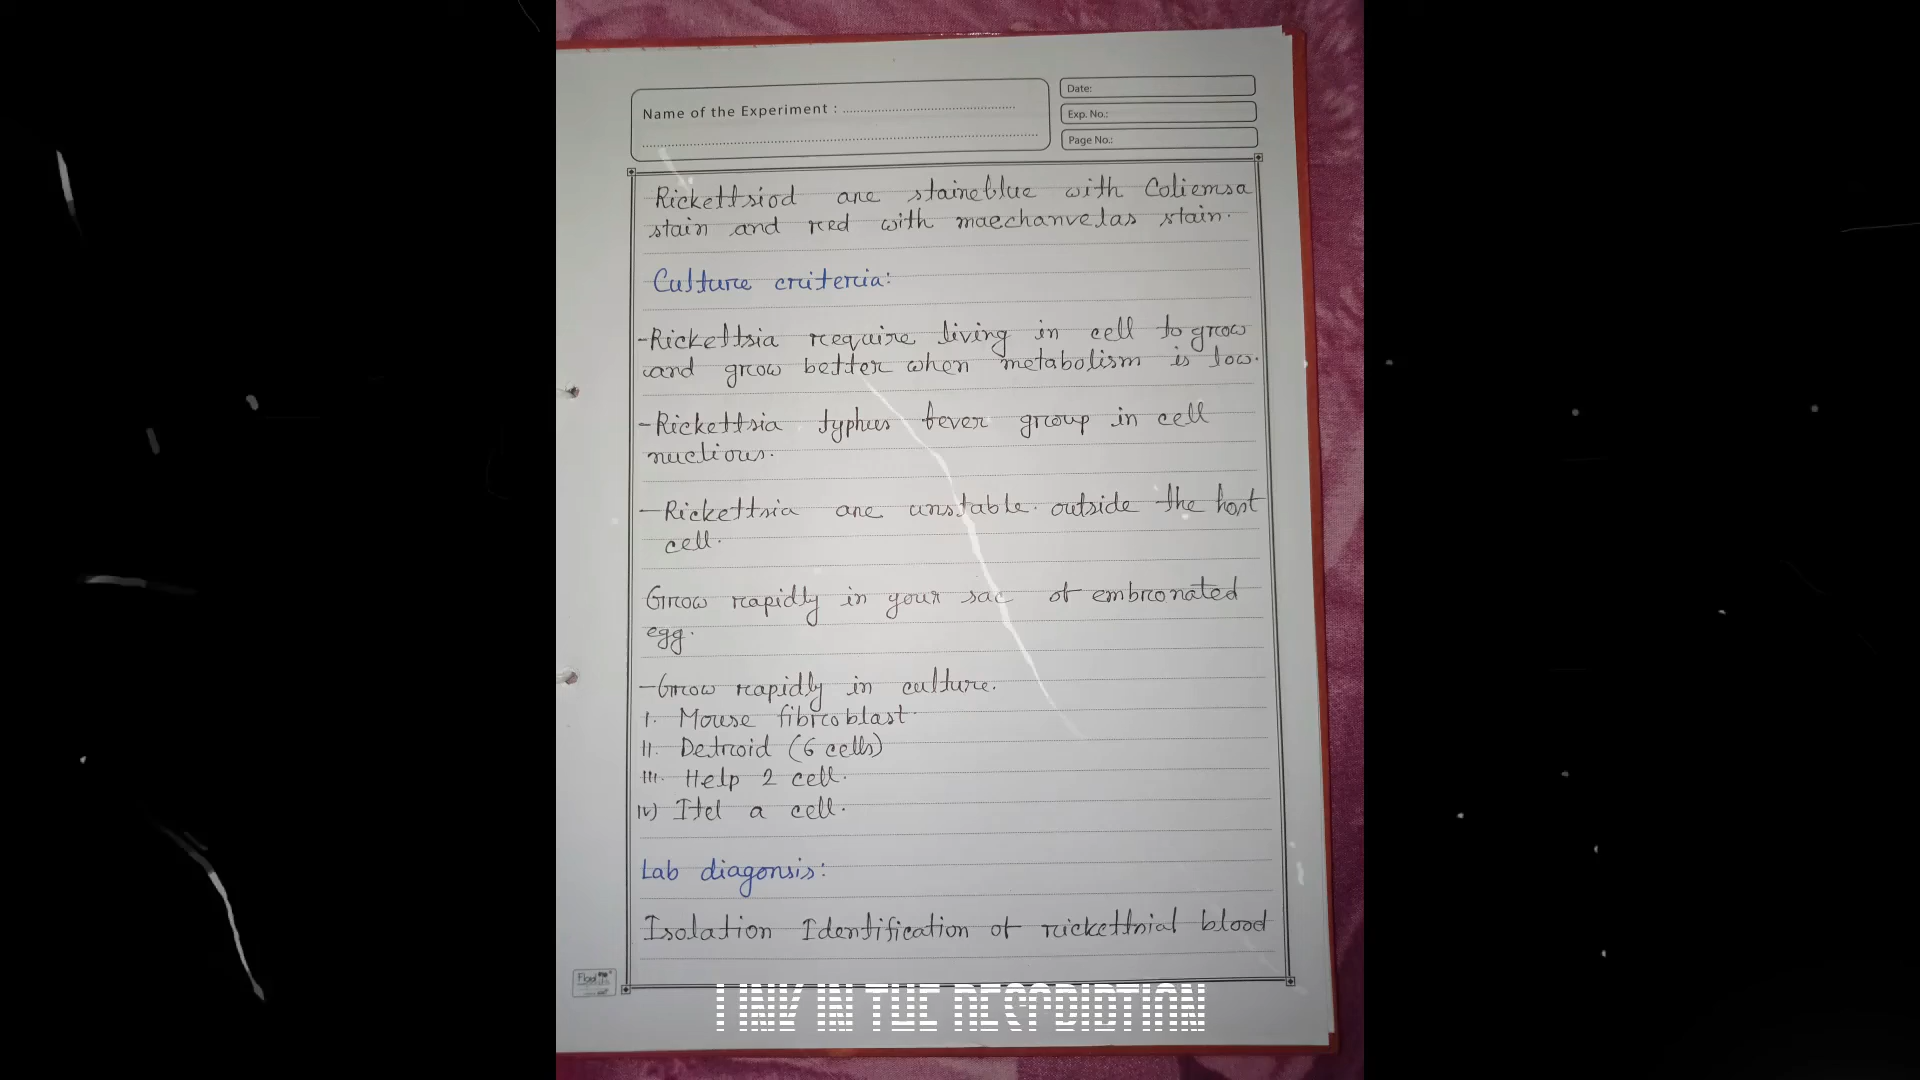 Name of the Experiment :
Date:
Exp. No.:
Page No.:
Rickettsiod are staineblue with Coliemsa
stain and red with maechanvelas stain.
Culture criteria:
-Rickettsia require living in cell to grow
and grow better when metabolism is low.
-Rickettsia typhus fever group in cell
nuclious.
-Rickettsia are unstable. outside the host
cell.
Grow rapidly in your sac of embronated
egg.
-Grow rapidly in culture.
I. Mouse fibroblast.
II. Detroid (6 cells)
III. Help 2 cell.
IV) Itel a cell.
Lab diagonsis:
Isolation Identification of rickettsial blood
LINK IN THE DESCRIPTION